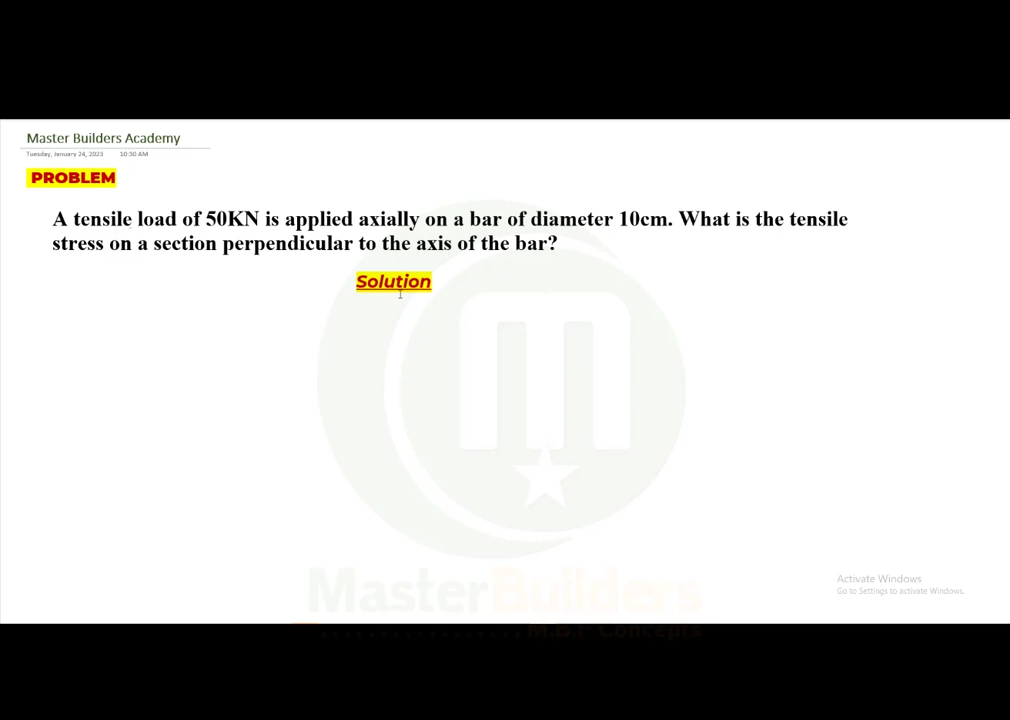 Master Builders Academy
Tuesday, January 24, 2023 10:30 AM
PROBLEM
A tensile load of 50KN is applied axially on a bar of diameter 10cm. What is the tensile
stress on a section perpendicular to the axis of the bar?
Solution
MasterBuilders
M.B.F Concepts
Activate Windows
Go to Settings to activate Windows.